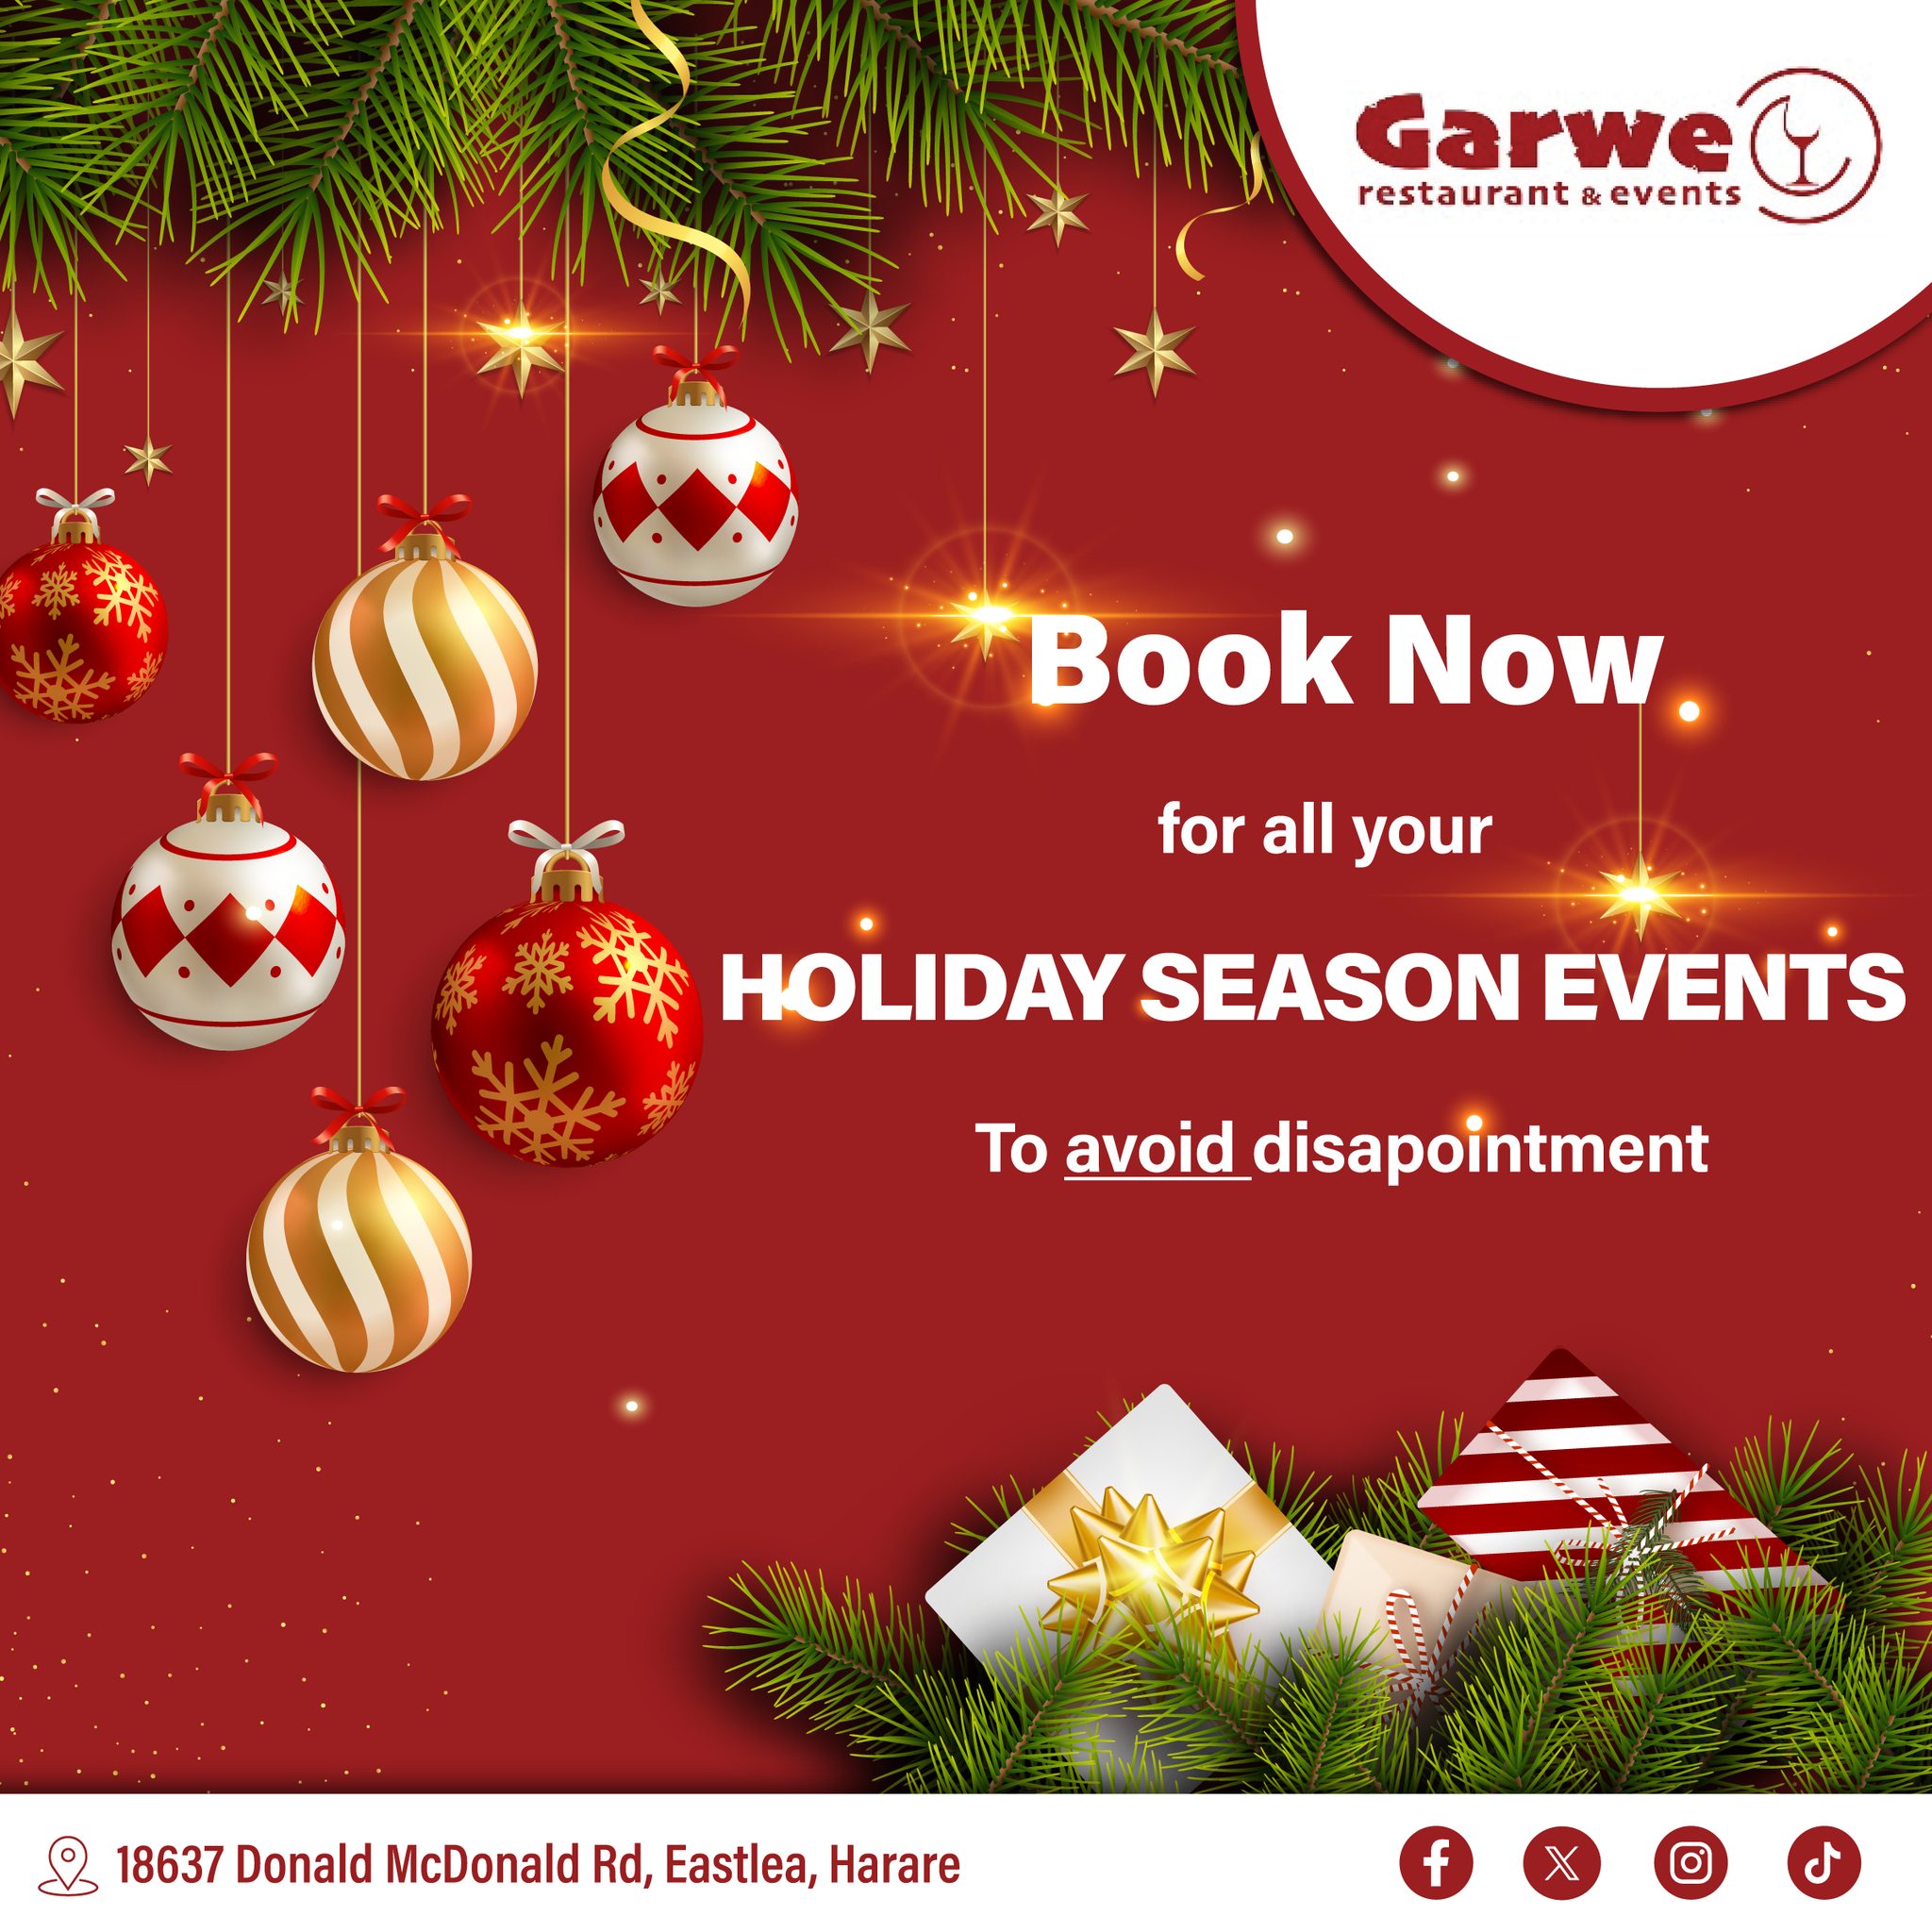 Garwe
restaurant & events
Book Now
for all your
HOLIDAY SEASON EVENTS
To avoid disapointment
18637 Donald McDonald Rd, Eastlea, Harare